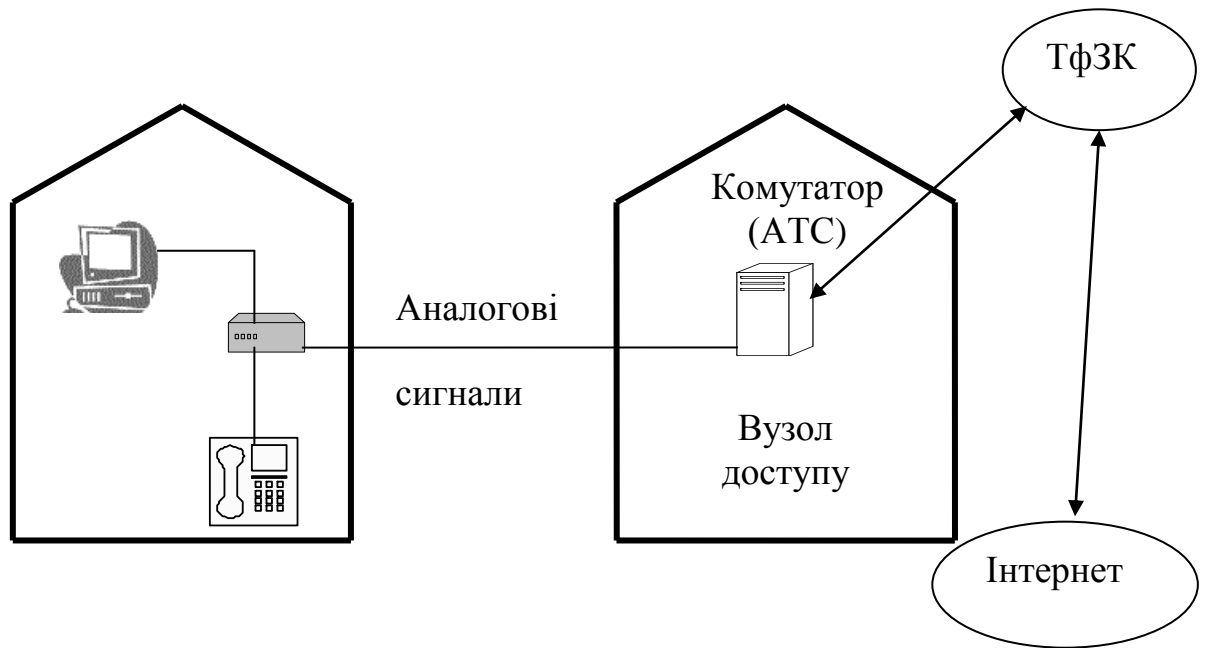 ТфЗК
Комутатор
(АТС)
Аналогові
сигнали
Вузол
доступу
Інтернет